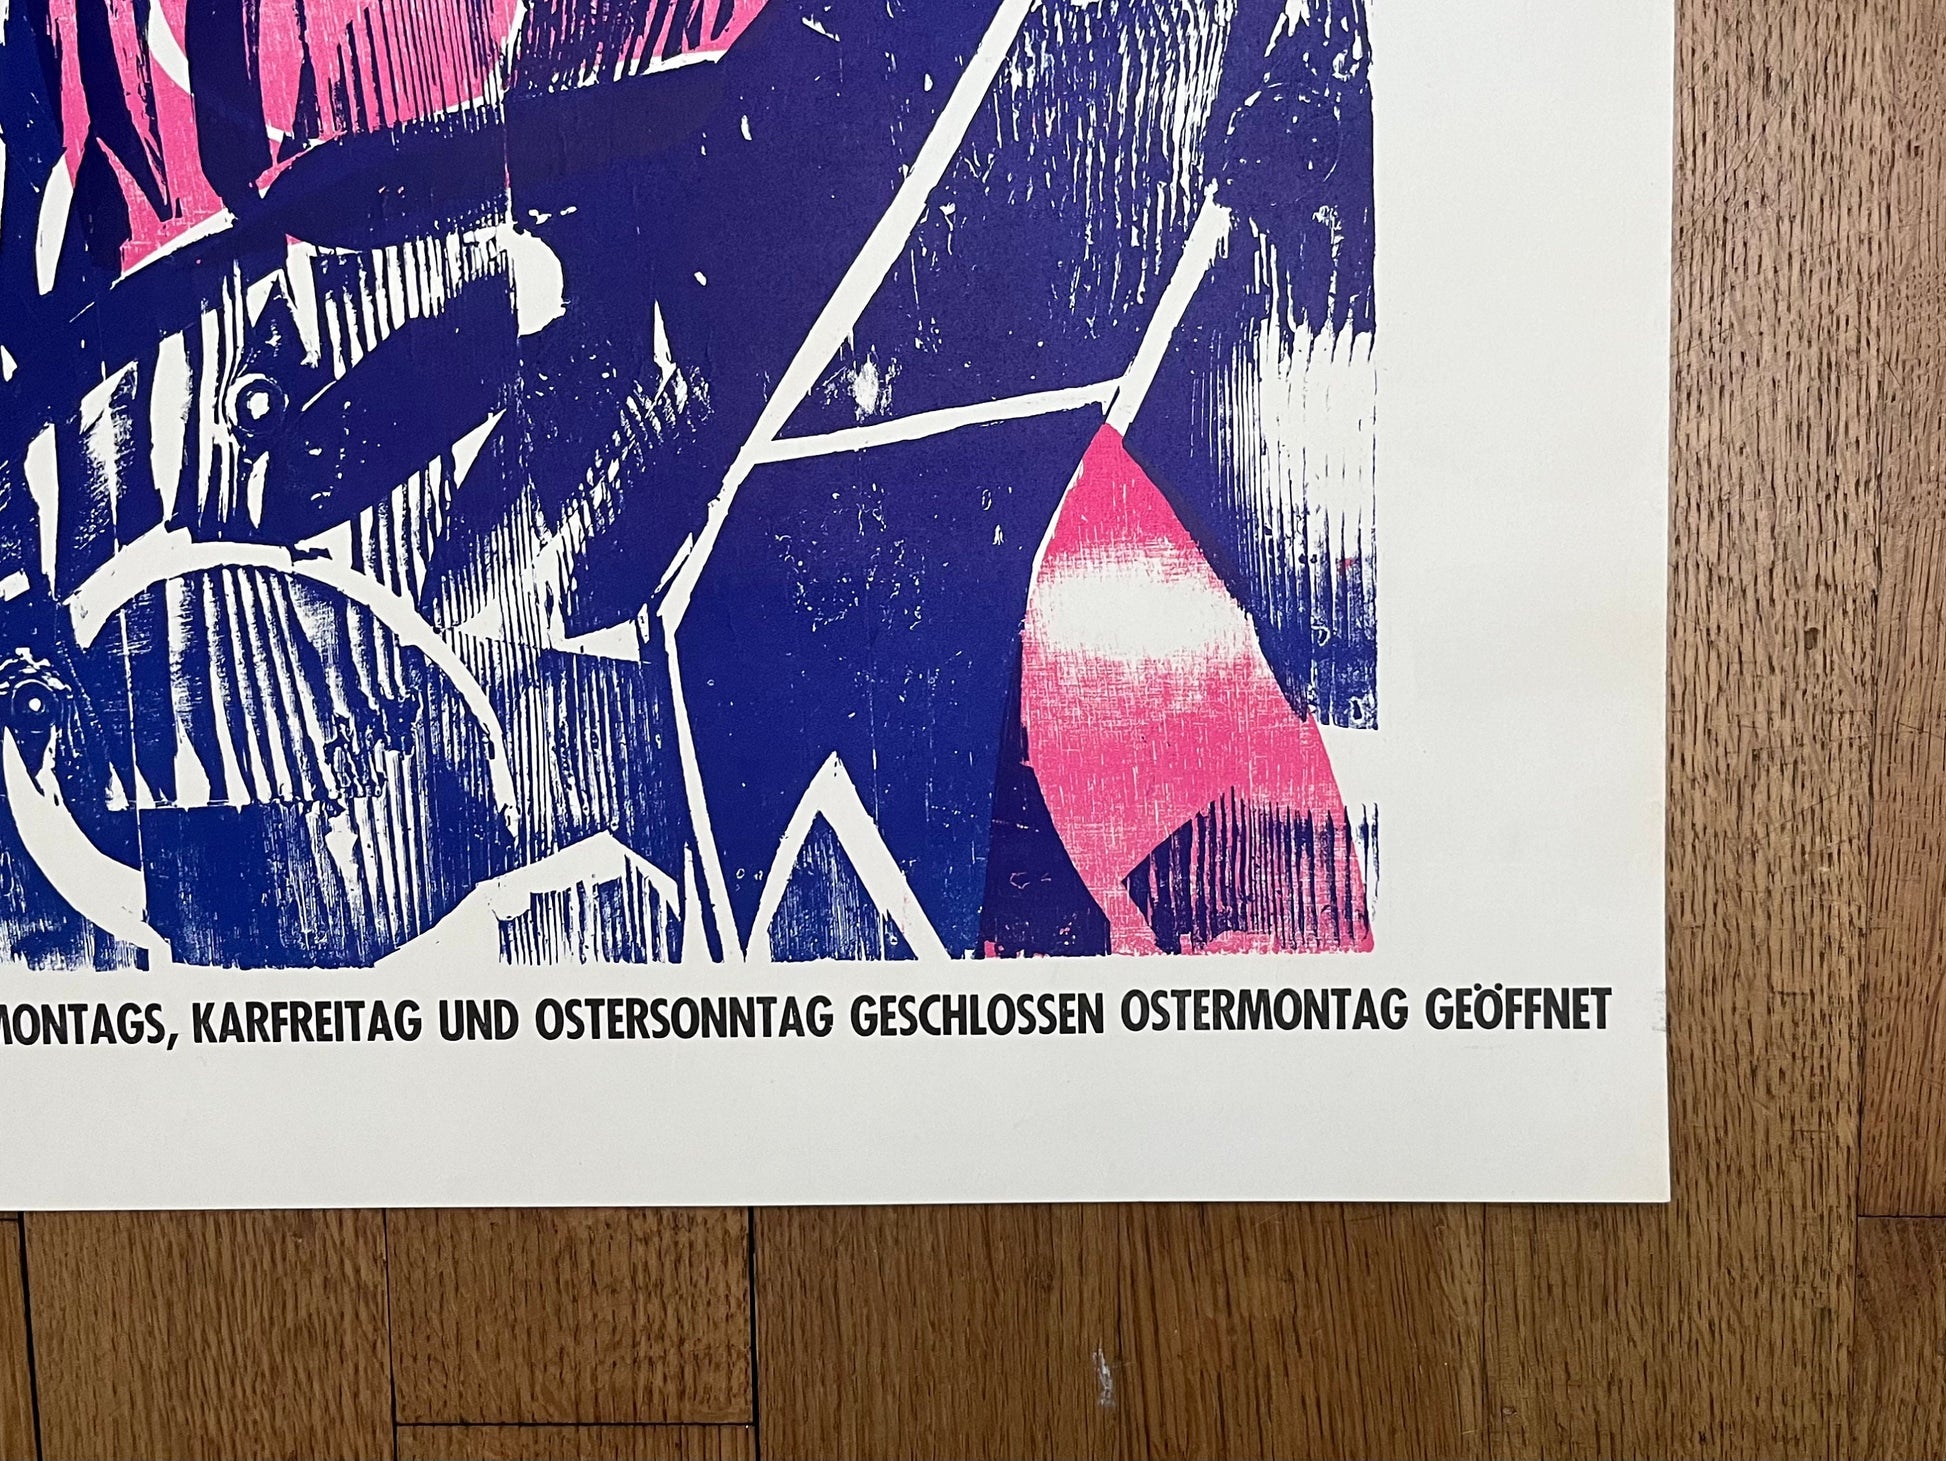 MONTAGS, KARFREITAG UND OSTERSONNTAG GESCHLOSSEN OSTERMONTAG GEÖFFNET